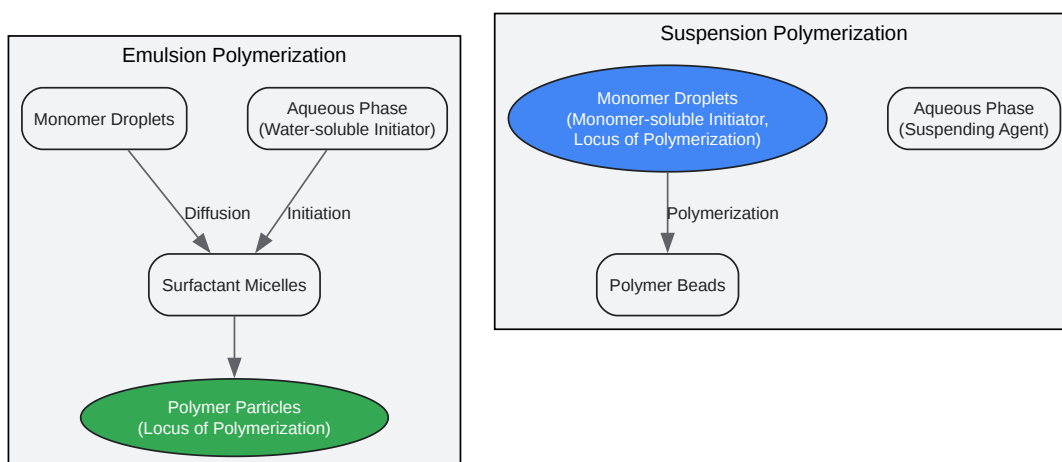 Emulsion Polymerization
Monomer Droplets
Aqueous Phase
(Water-soluble Initiator)
Diffusion
Initiation
Surfactant Micelles
Polymer Particles
(Locus of Polymerization)
Suspension Polymerization
Monomer Droplets
(Monomer-soluble Initiator,
Locus of Polymerization)
Aqueous Phase
(Suspending Agent)
Polymerization
Polymer Beads